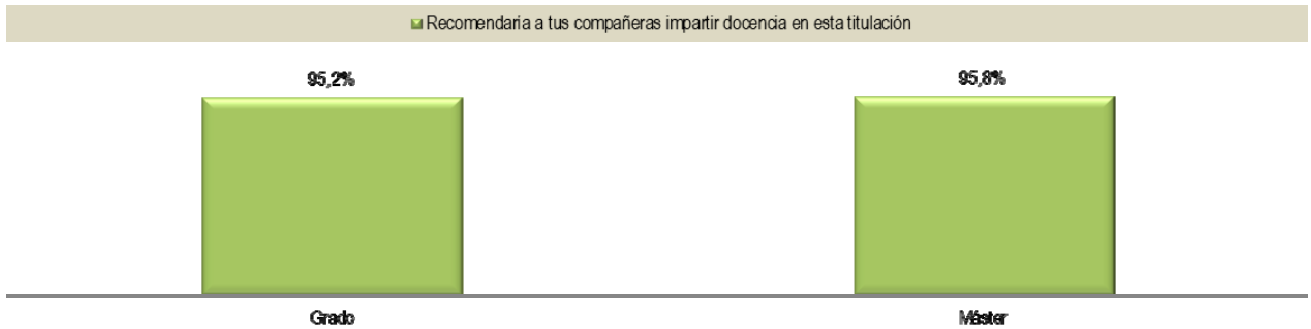 Recomendaria a tus compañeras impartir docencia en esta titulación
95,2%
95,8%
Grado
Máster